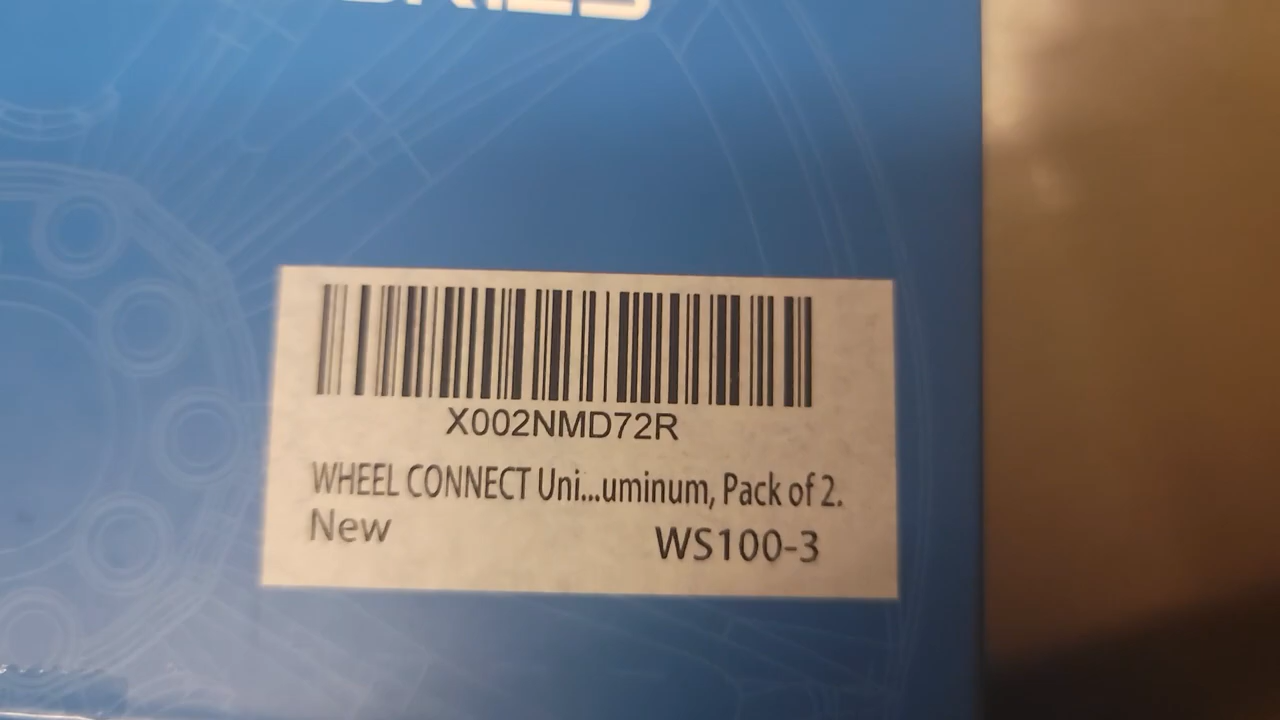 X002NMD72R
WHEEL CONNECT Uni...uminum, Pack of 2.
New WS100-3